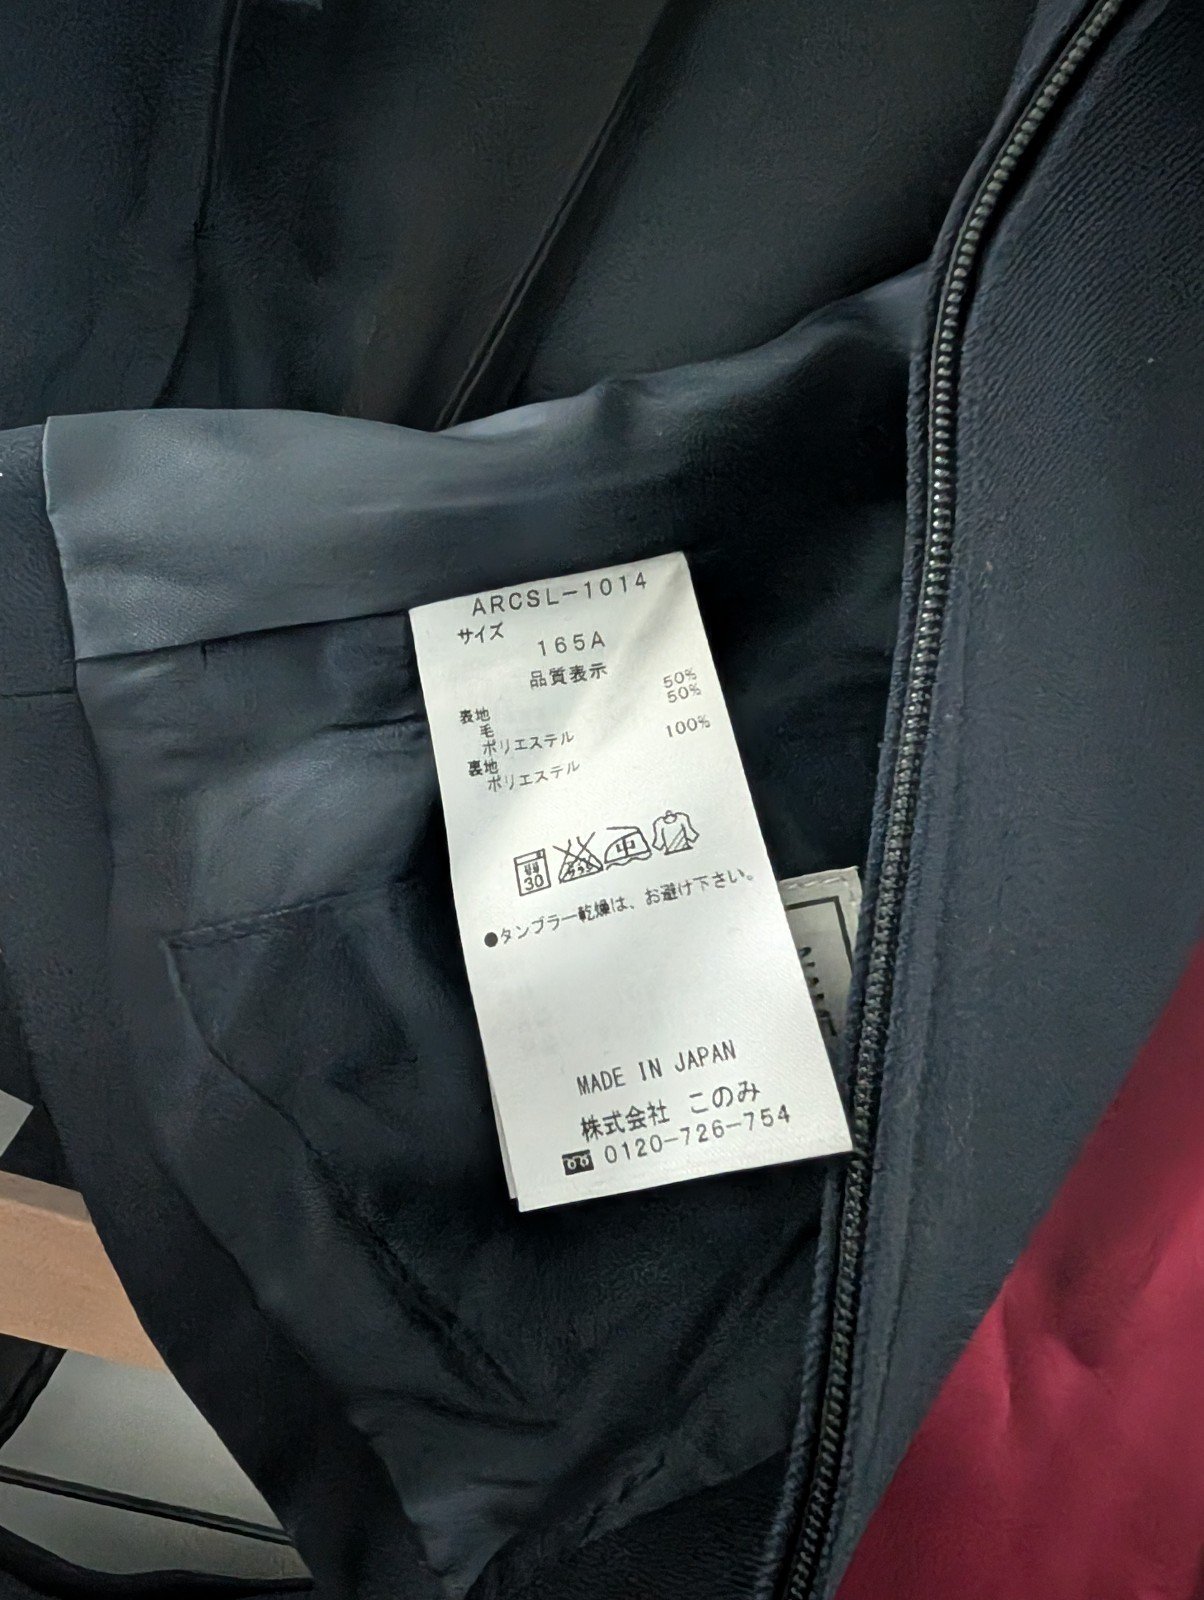 ARCSL-1014
サイズ
165A
品質表示
表地
毛 50%
ポリエステル 50%
裏地
ポリエステル 100%
30
中
●タンブラー乾燥は、お避け下さい。
MADE IN JAPAN
株式会社 このみ
0120-726-754